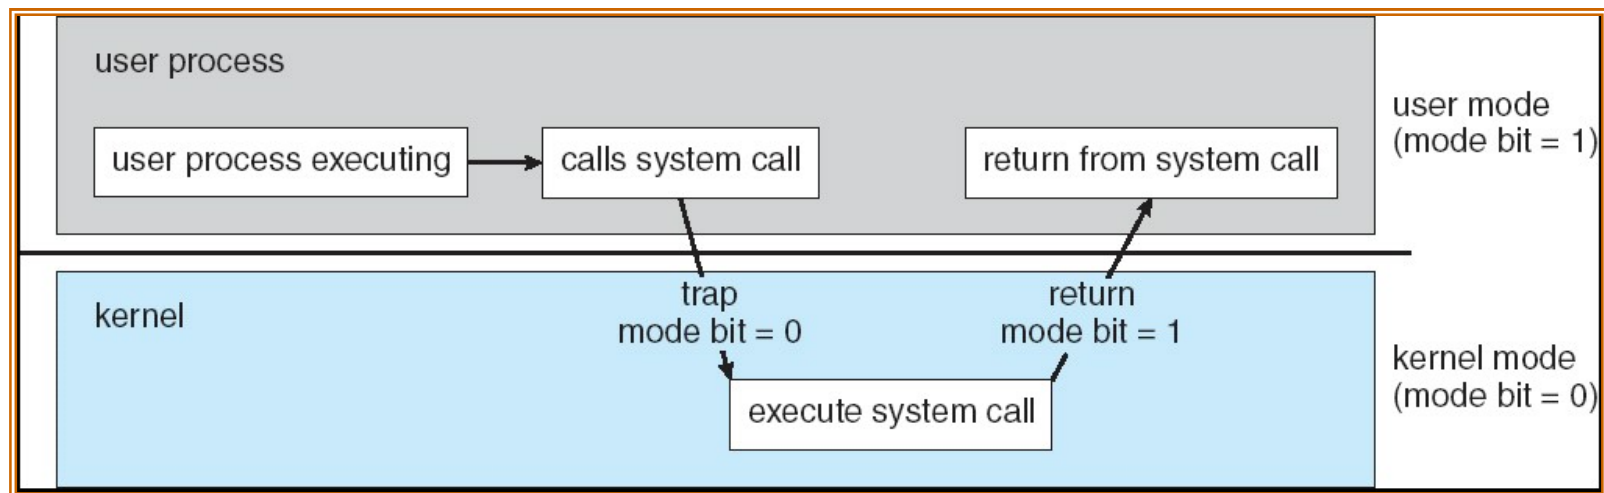 user process
user process executing
calls system call
return from system call
user mode
(mode bit = 1)
kernel
trap
mode bit = 0
return
mode bit = 1
execute system call
kernel mode
(mode bit = 0)